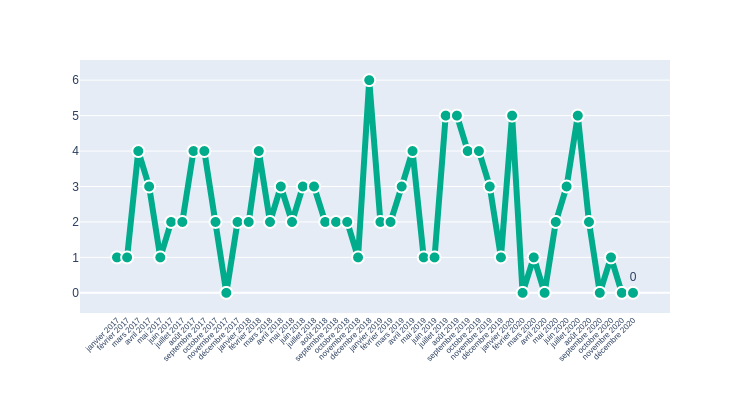 6
5
4
3
2
1
0
0
janvier 2017
février 2017
mars 2017
avril 2017
mai 2017
juin 2017
juillet 2017
août 2017
septembre 2017
octobre 2017
novembre 2017
décembre 2017
janvier 2018
février 2018
mars 2018
avril 2018
mai 2018
juin 2018
juillet 2018
août 2018
septembre 2018
octobre 2018
novembre 2018
décembre 2018
janvier 2019
février 2019
mars 2019
avril 2019
mai 2019
juin 2019
juillet 2019
août 2019
septembre 2019
octobre 2019
novembre 2019
décembre 2019
janvier 2020
février 2020
mars 2020
avril 2020
mai 2020
juin 2020
juillet 2020
août 2020
septembre 2020
octobre 2020
novembre 2020
décembre 2020